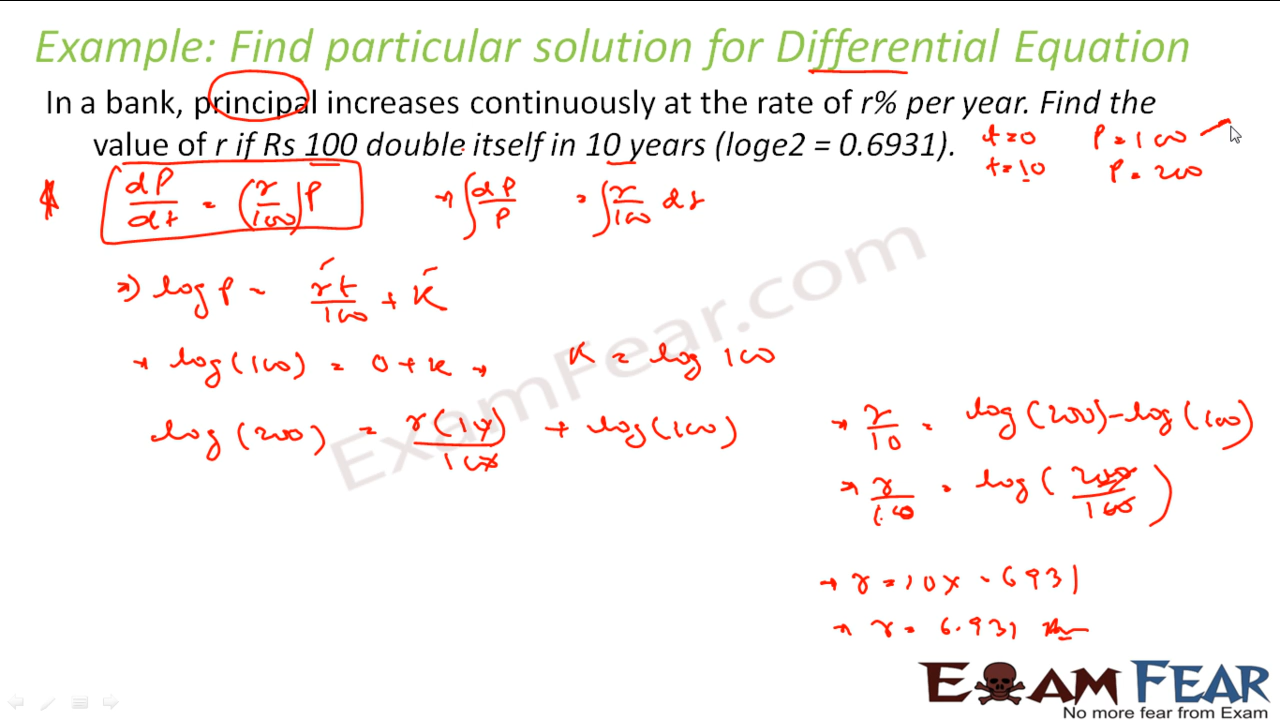 Example: Find particular solution for Differential Equation
In a bank, principal increases continuously at the rate of r% per year. Find the
value of r if Rs 100 double itself in 10 years (loge2 = 0.6931).
t=0 P=100
t=10 P=200
dP/dt = (r/100)P → ∫dP/P = ∫r/100 dt
⇒ log P = rt/100 + K
→ log(100) = 0 + K → K = log 100
log(200) = r(10)/100 + log(100)
→ r/10 = log(200) - log(100)
→ r/10 = log(200/100)
→ r = 10x .6931
→ r = 6.931
ExamFear.com
EXAM FEAR
No more fear from Exam